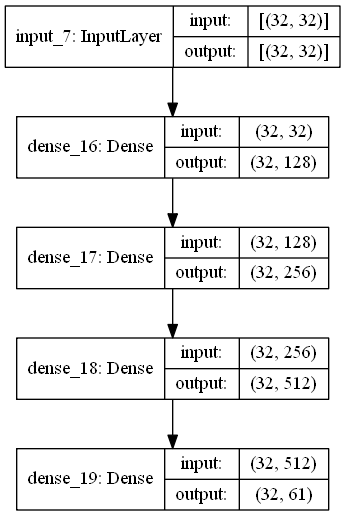 input_7: InputLayer input: [(32, 32)]
output: [(32, 32)]
dense_16: Dense input: (32, 32)
output: (32, 128)
dense_17: Dense input: (32, 128)
output: (32, 256)
dense_18: Dense input: (32, 256)
output: (32, 512)
dense_19: Dense input: (32, 512)
output: (32, 61)